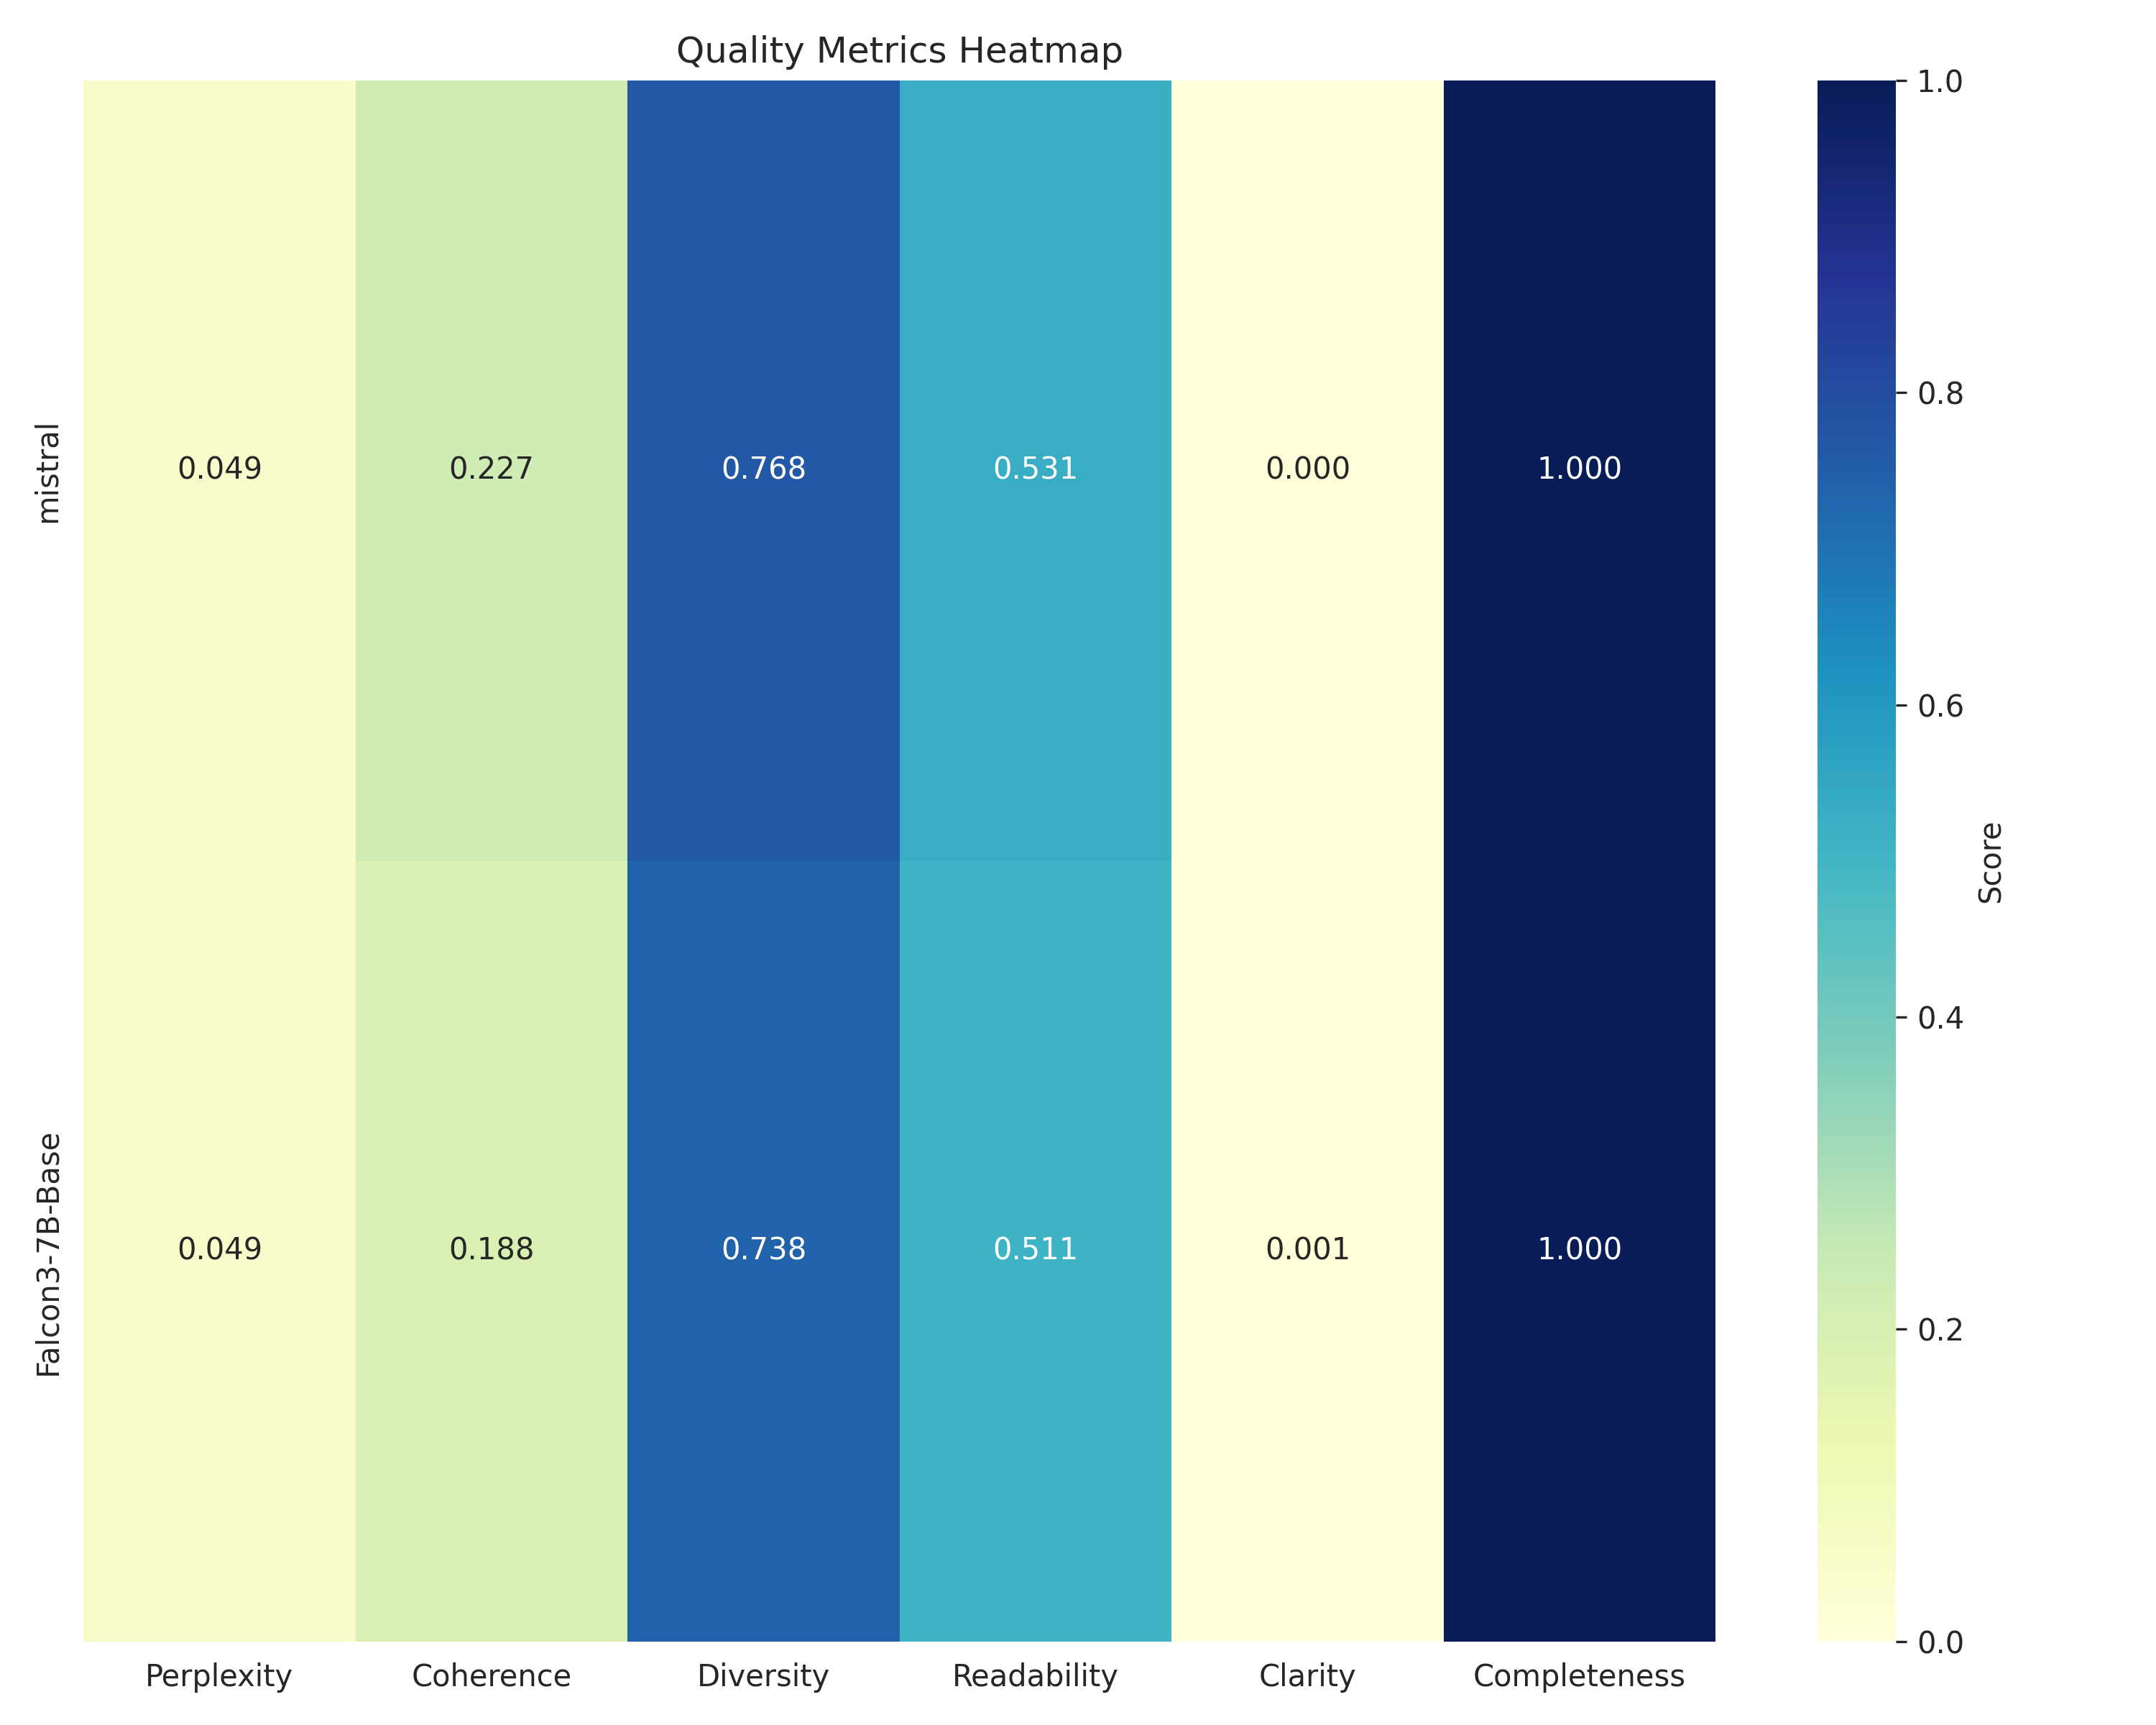 Quality Metrics Heatmap
mistral
0.049 0.227 0.768 0.531 0.000 1.000
Falcon3-7B-Base
0.049 0.188 0.738 0.511 0.001 1.000
Perplexity Coherence Diversity Readability Clarity Completeness
1.0
0.8
0.6
0.4
0.2
0.0
Score